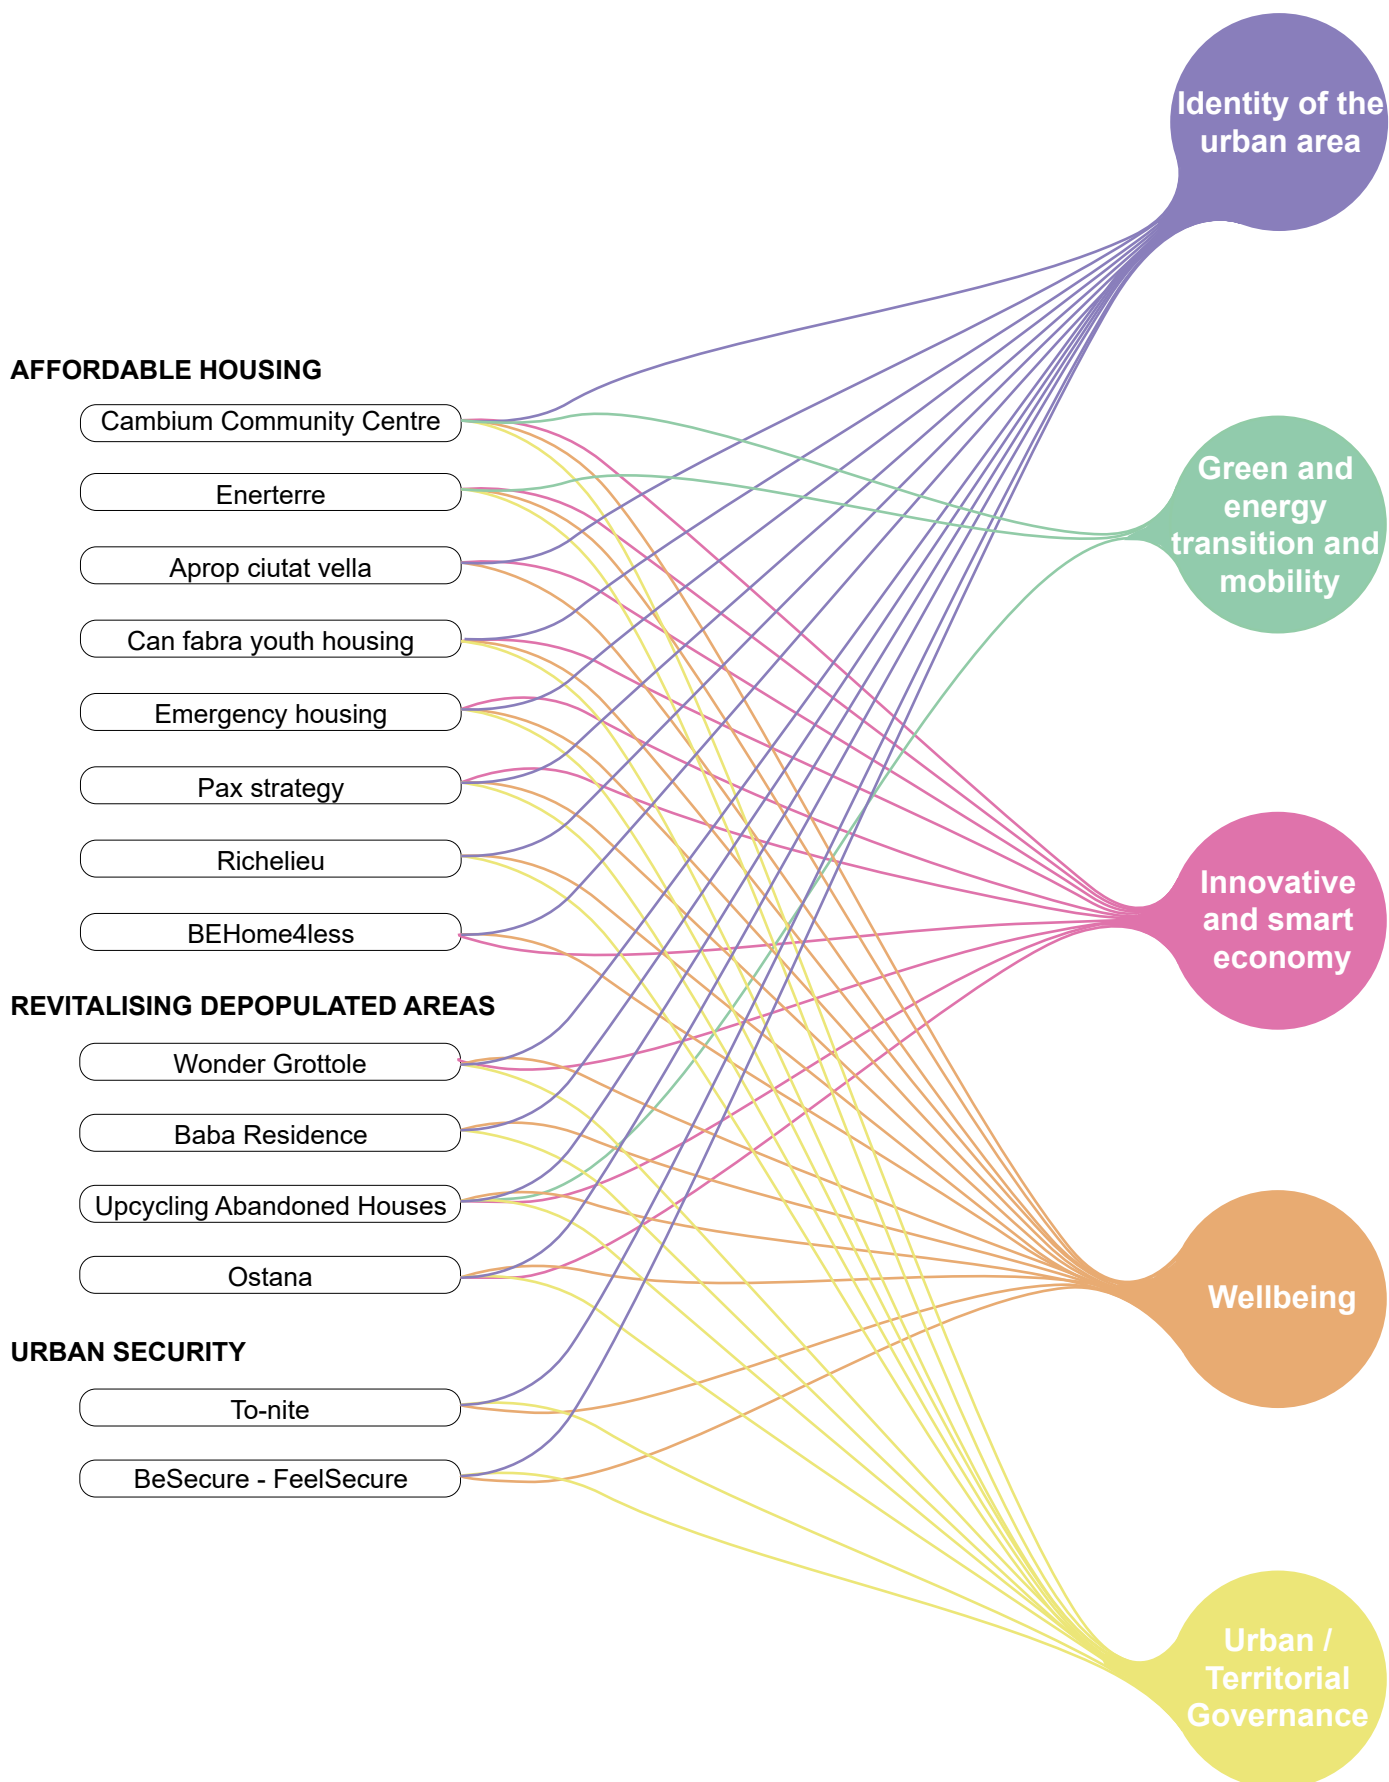 Identity of the
urban area
AFFORDABLE HOUSING
Cambium Community Centre
Enerterre
Aprop ciutat vella
Can fabra youth housing
Emergency housing
Pax strategy
Richelieu
BEHome4less
REVITALISING DEPOPULATED AREAS
Wonder Grottole
Baba Residence
Upcycling Abandoned Houses
Ostana
URBAN SECURITY
To-nite
BeSecure - FeelSecure
Green and
energy
transition and
mobility
Innovative
and smart
economy
Wellbeing
Urban /
Territorial
Governance